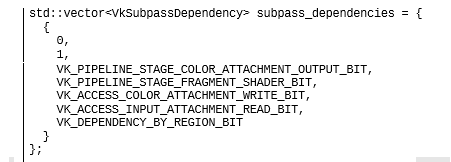 std::vector<VkSubpassDependency> subpass_dependencies = {
  {
    0,
    1,
    VK_PIPELINE_STAGE_COLOR_ATTACHMENT_OUTPUT_BIT,
    VK_PIPELINE_STAGE_FRAGMENT_SHADER_BIT,
    VK_ACCESS_COLOR_ATTACHMENT_WRITE_BIT,
    VK_ACCESS_INPUT_ATTACHMENT_READ_BIT,
    VK_DEPENDENCY_BY_REGION_BIT
  }
};